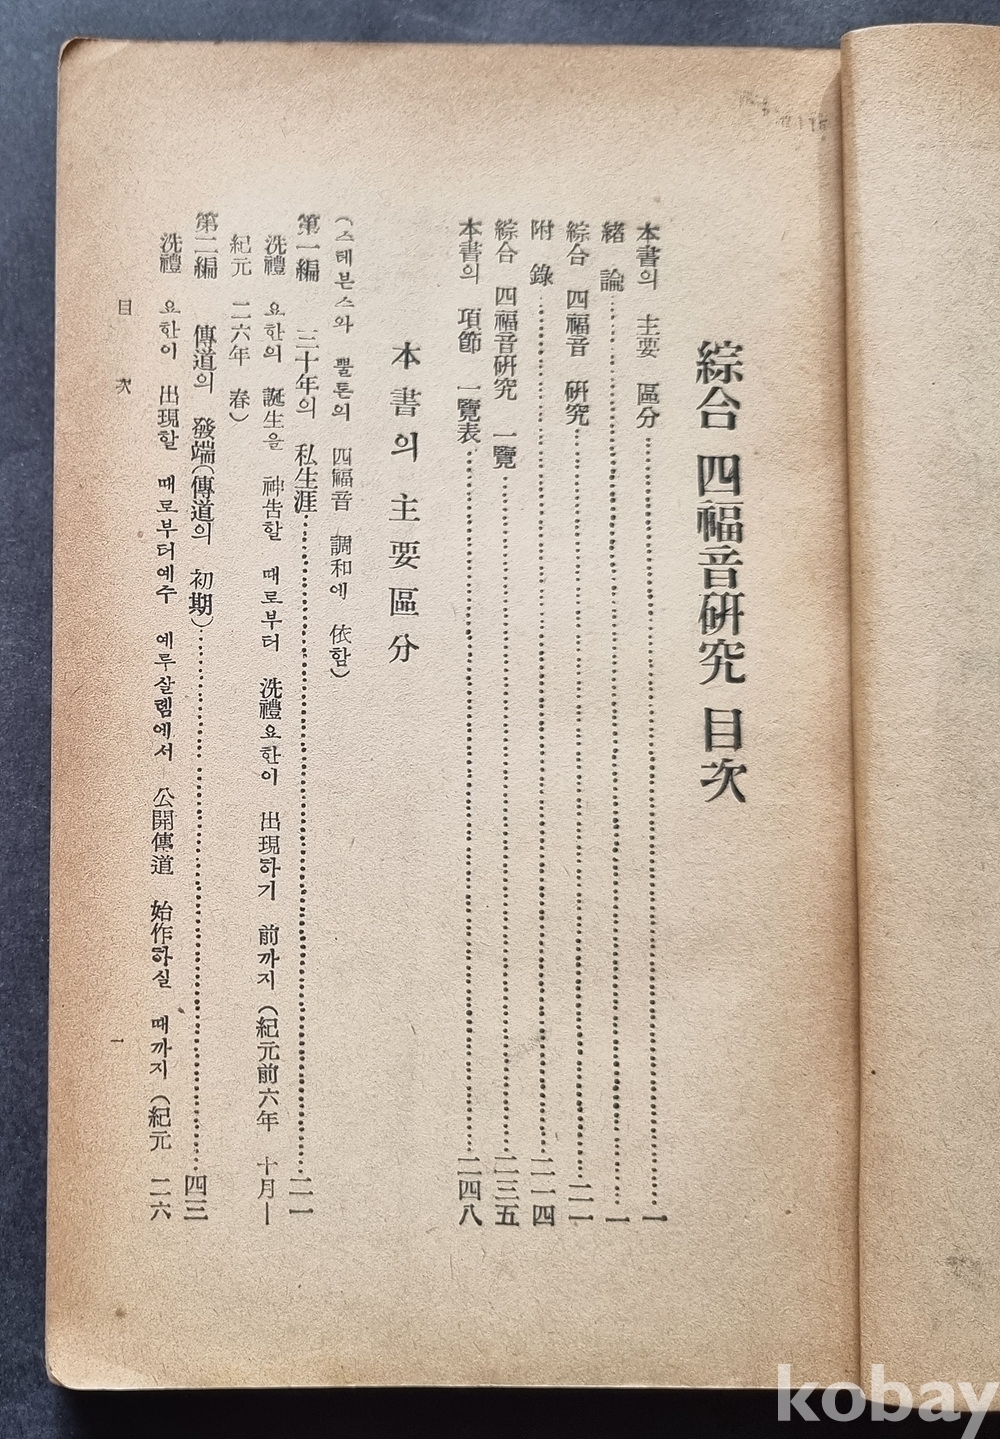 綜合 四福音硏究 目次
本書의 主要 區分 一
緖論 一
綜合 四福音 硏究 二一
附錄 二一四
綜合 四福音硏究 一覽 二三五
本書의 項節 一覽表 二四八
本書의 主要區分
(스테본스와 뻘톤의 四福音 調和에 依함)
第一編 三十年의 私生涯 二一
洗禮 요한의 誕生을 神告할 때로부터 洗禮요한이 出現하기 前까지 (紀元前六年 十月—
紀元 二六年 春)
第二編 傳道의 發端(傳道의 初期) 四三
洗禮 요한이 出現할 때로부터예주 예루살렘에서 公開傳道 始作하실 때까지 (紀元 二六
目次 一
kobay